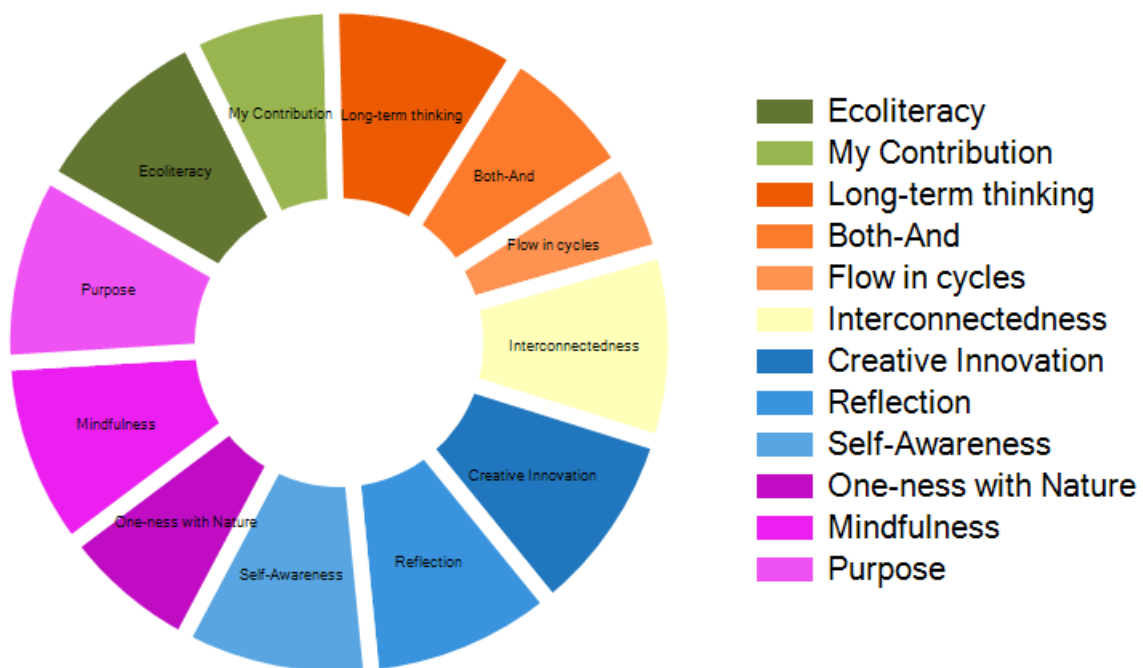 My Contribution
Long-term thinking
Ecoliteracy
Both-And
Flow in cycles
Purpose
Interconnectedness
Mindfulness
Creative Innovation
One-ness with Nature
Reflection
Self-Awareness
Ecoliteracy
My Contribution
Long-term thinking
Both-And
Flow in cycles
Interconnectedness
Creative Innovation
Reflection
Self-Awareness
One-ness with Nature
Mindfulness
Purpose